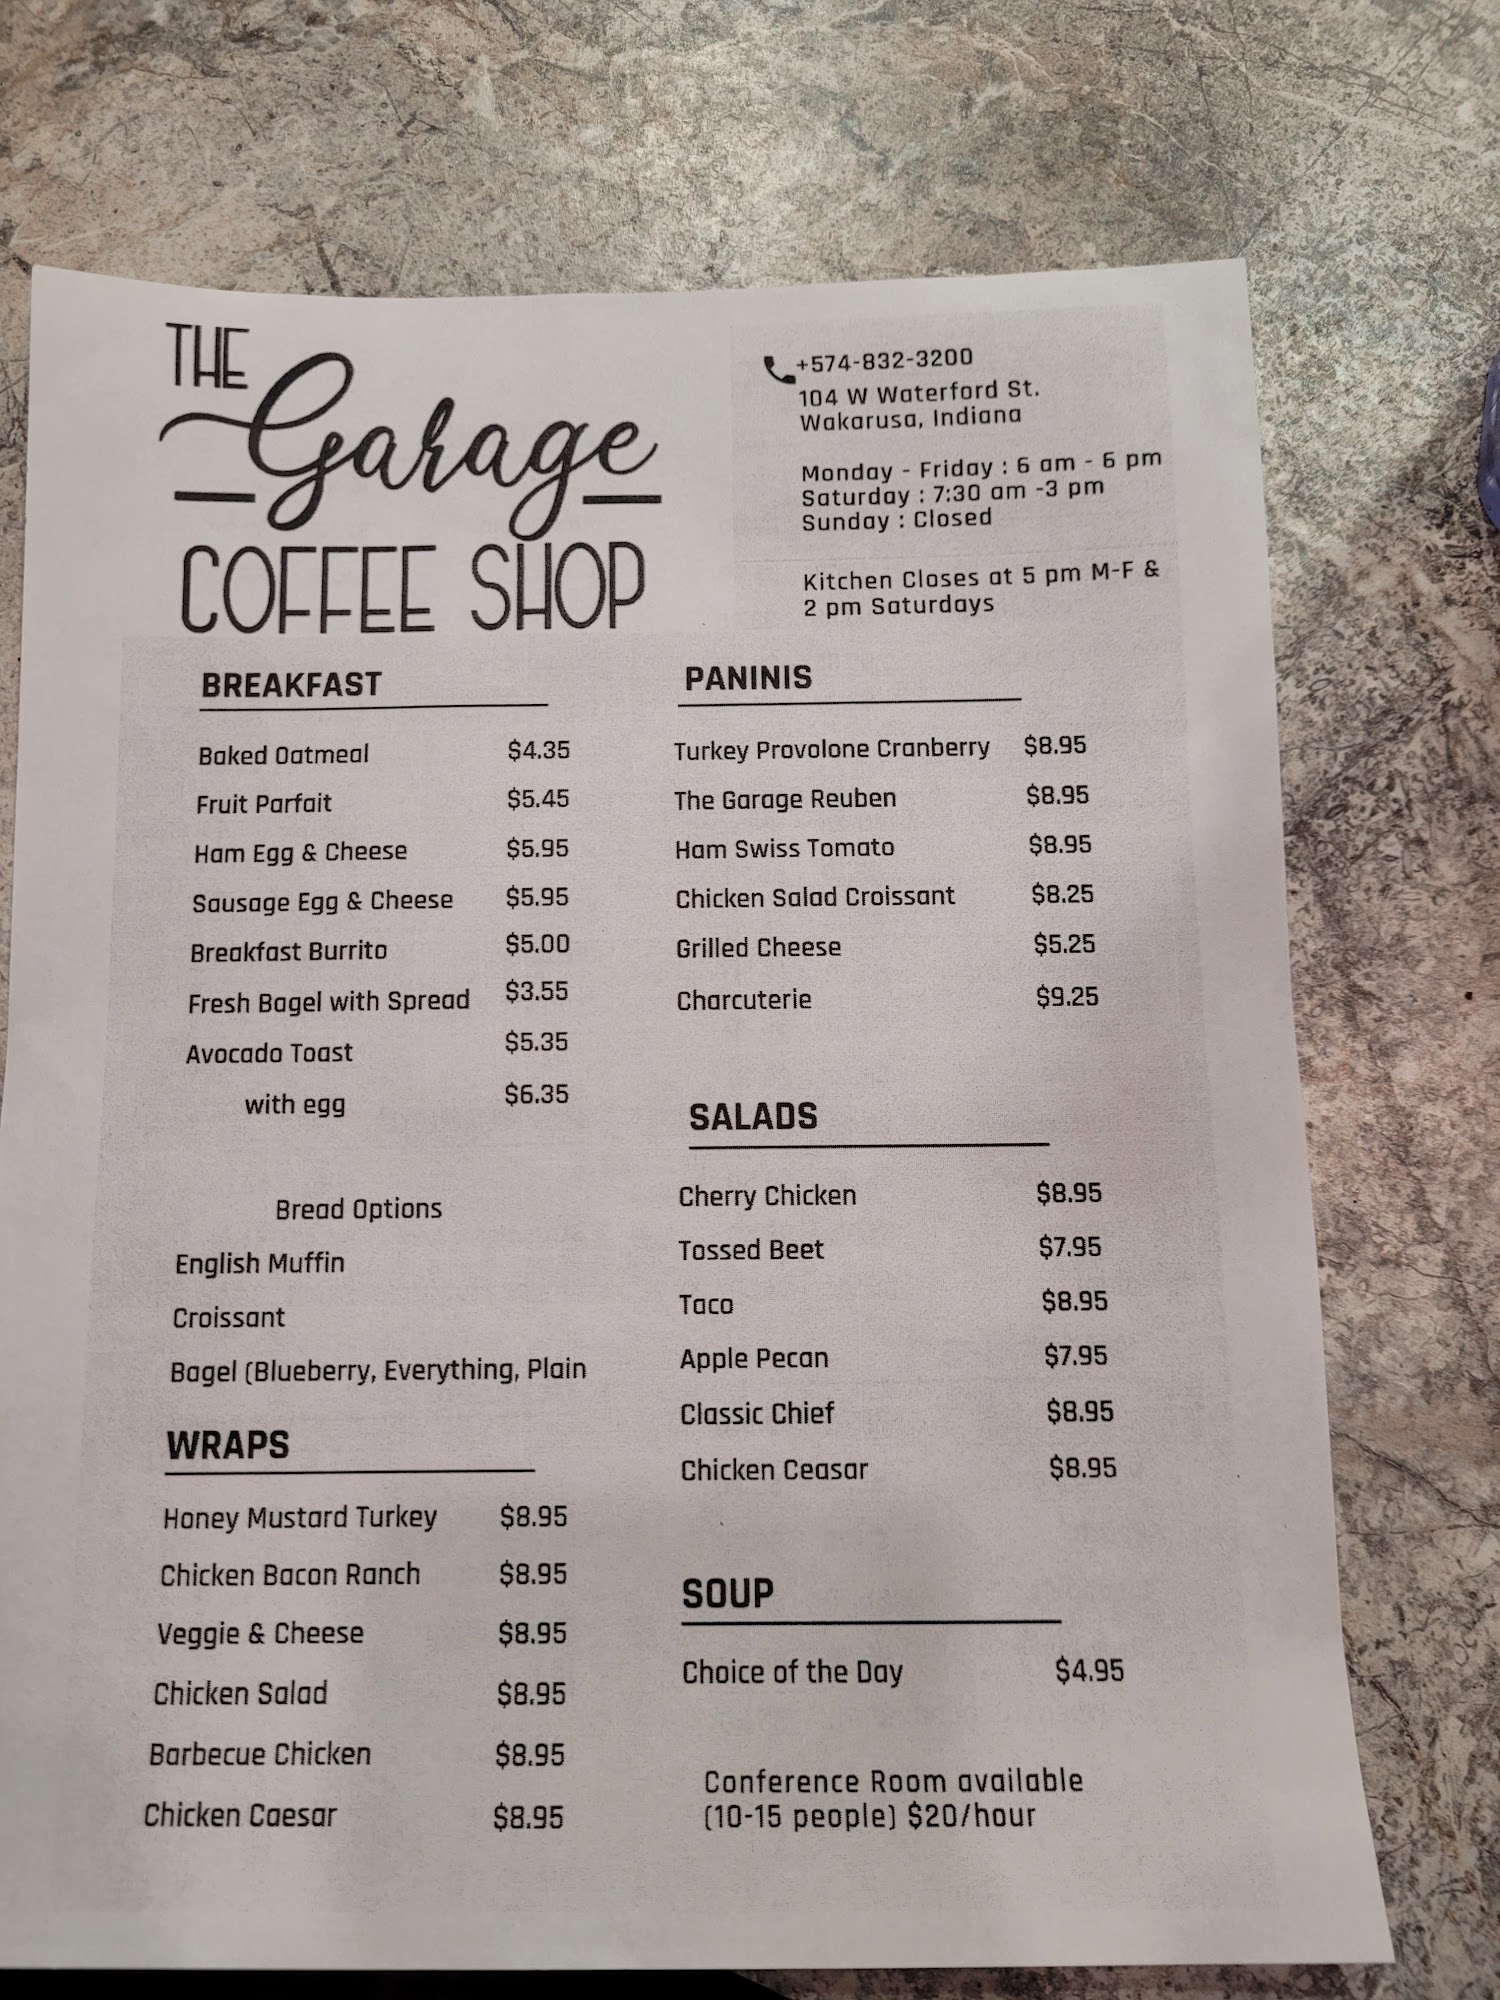 THE
Garage
COFFEE SHOP
+574-832-3200
104 W Waterford St.
Wakarusa, Indiana
Monday - Friday : 6 am - 6 pm
Saturday : 7:30 am -3 pm
Sunday : Closed
Kitchen Closes at 5 pm M-F &
2 pm Saturdays
BREAKFAST
Baked Oatmeal $4.35
Fruit Parfait $5.45
Ham Egg & Cheese $5.95
Sausage Egg & Cheese $5.95
Breakfast Burrito $5.00
Fresh Bagel with Spread $3.55
Avocado Toast $5.35
with egg $6.35
Bread Options
English Muffin
Croissant
Bagel (Blueberry, Everything, Plain
WRAPS
Honey Mustard Turkey $8.95
Chicken Bacon Ranch $8.95
Veggie & Cheese $8.95
Chicken Salad $8.95
Barbecue Chicken $8.95
Chicken Caesar $8.95
PANINIS
Turkey Provolone Cranberry $8.95
The Garage Reuben $8.95
Ham Swiss Tomato $8.95
Chicken Salad Croissant $8.25
Grilled Cheese $5.25
Charcuterie $9.25
SALADS
Cherry Chicken $8.95
Tossed Beet $7.95
Taco $8.95
Apple Pecan $7.95
Classic Chief $8.95
Chicken Ceasar $8.95
SOUP
Choice of the Day $4.95
Conference Room available
(10-15 people) $20/hour